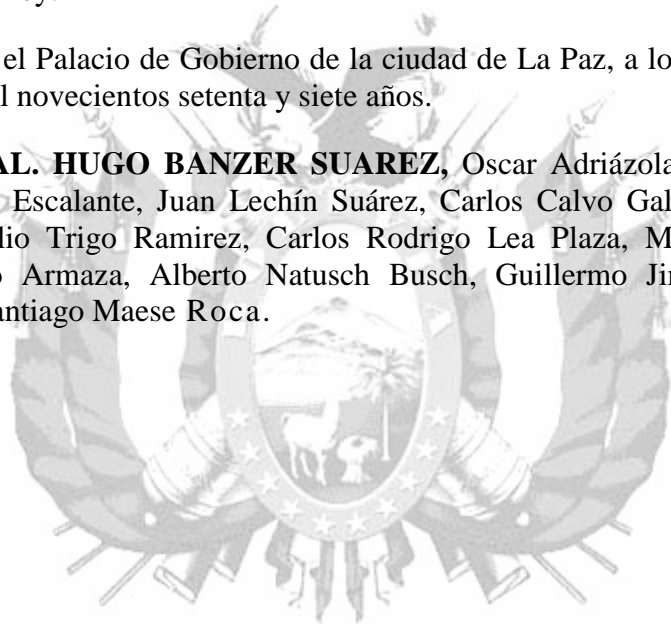 el Palacio de Gobierno de la ciudad de La Paz, a lo
l novecientos setenta y siete años.
AL. HUGO BANZER SUAREZ, Oscar Adriázola
Escalante, Juan Lechín Suárez, Carlos Calvo Gal
lio Trigo Ramirez, Carlos Rodrigo Lea Plaza, M
o Armaza, Alberto Natusch Busch, Guillermo Jir
antiago Maese Roca.